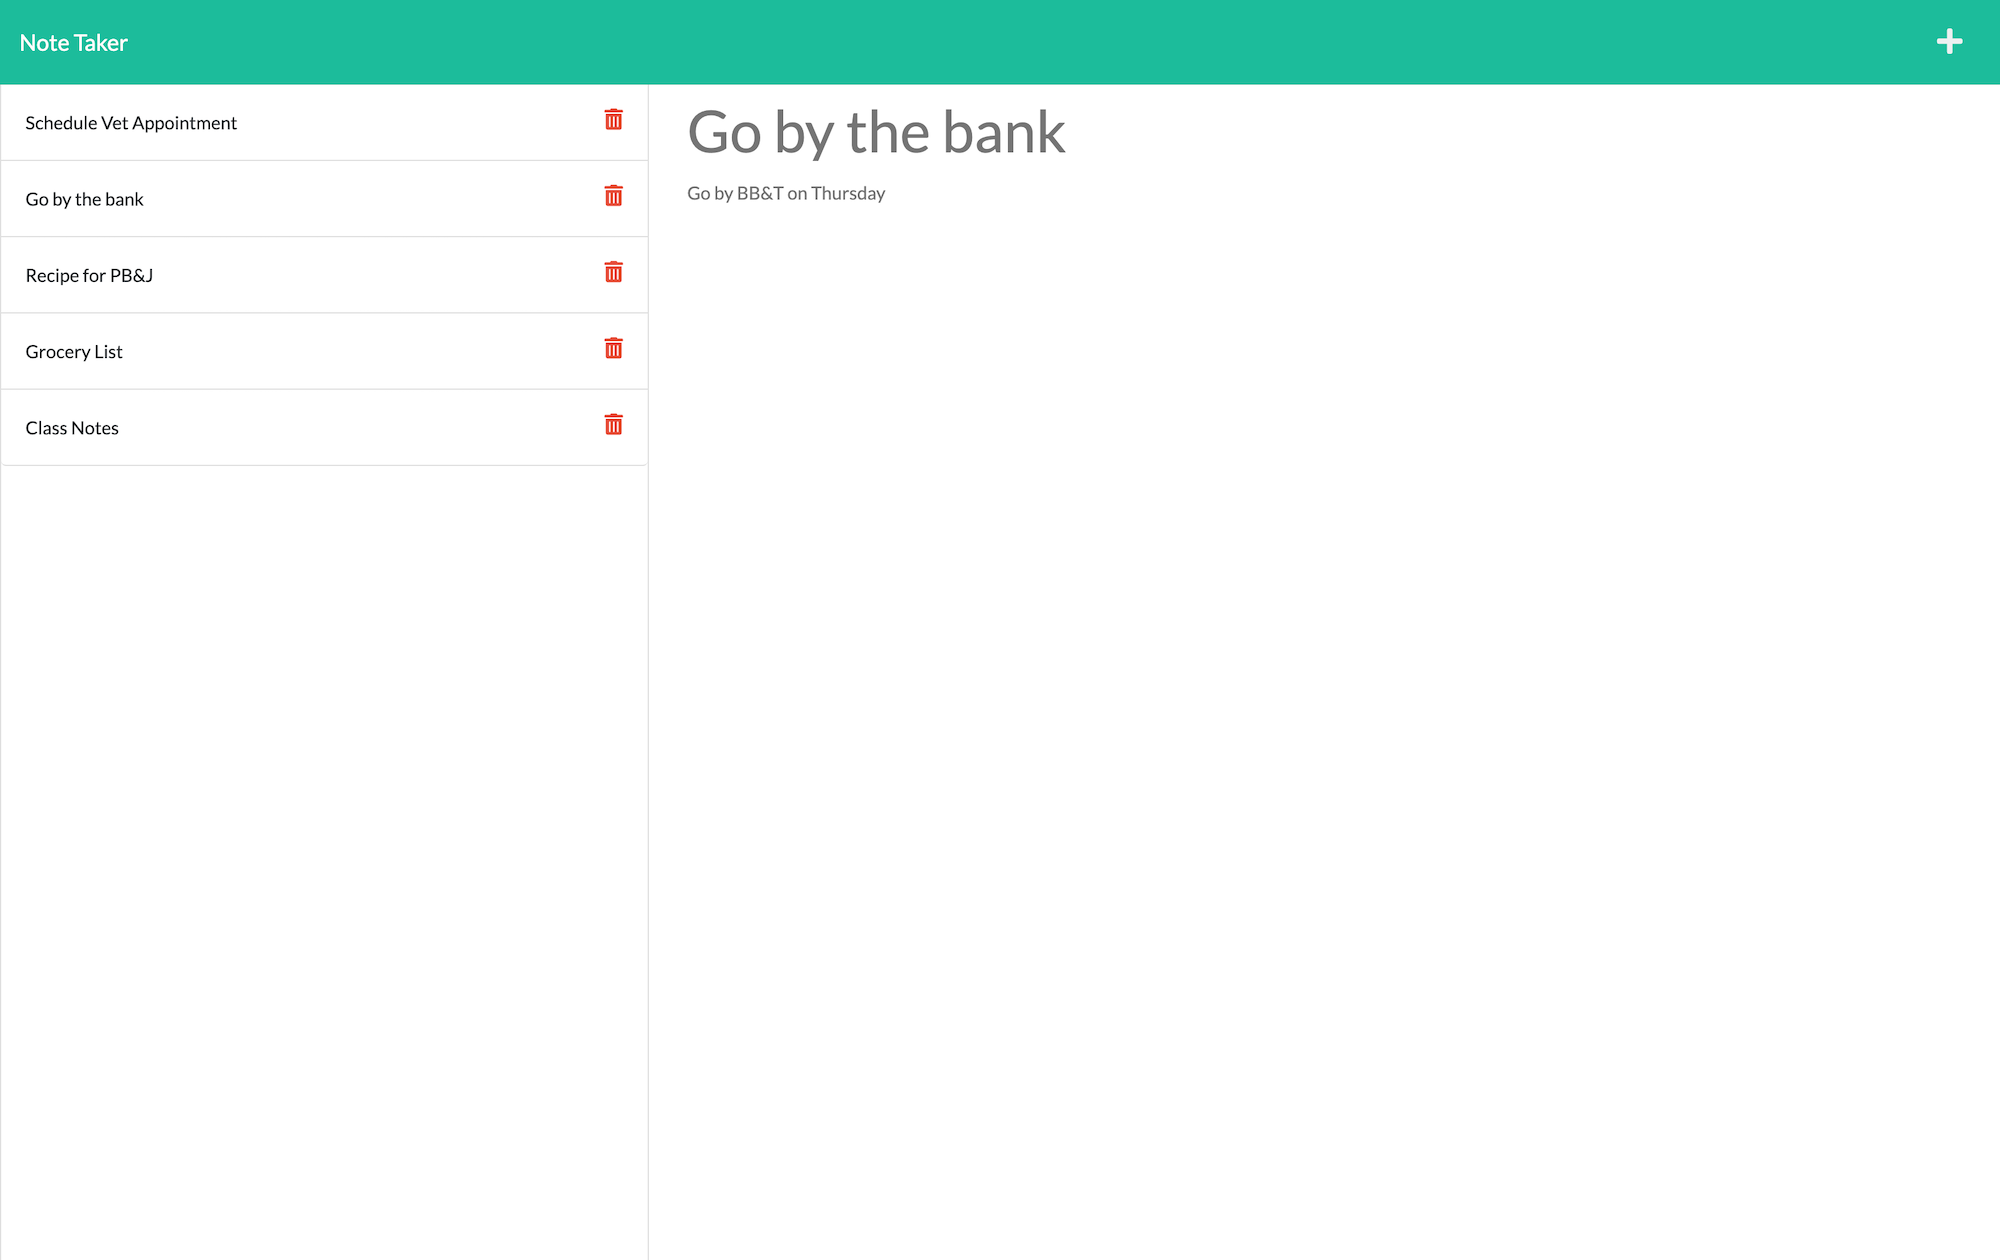 Note Taker
Schedule Vet Appointment
Go by the bank
Recipe for PB&J
Grocery List
Class Notes
Go by the bank
Go by BB&T on Thursday